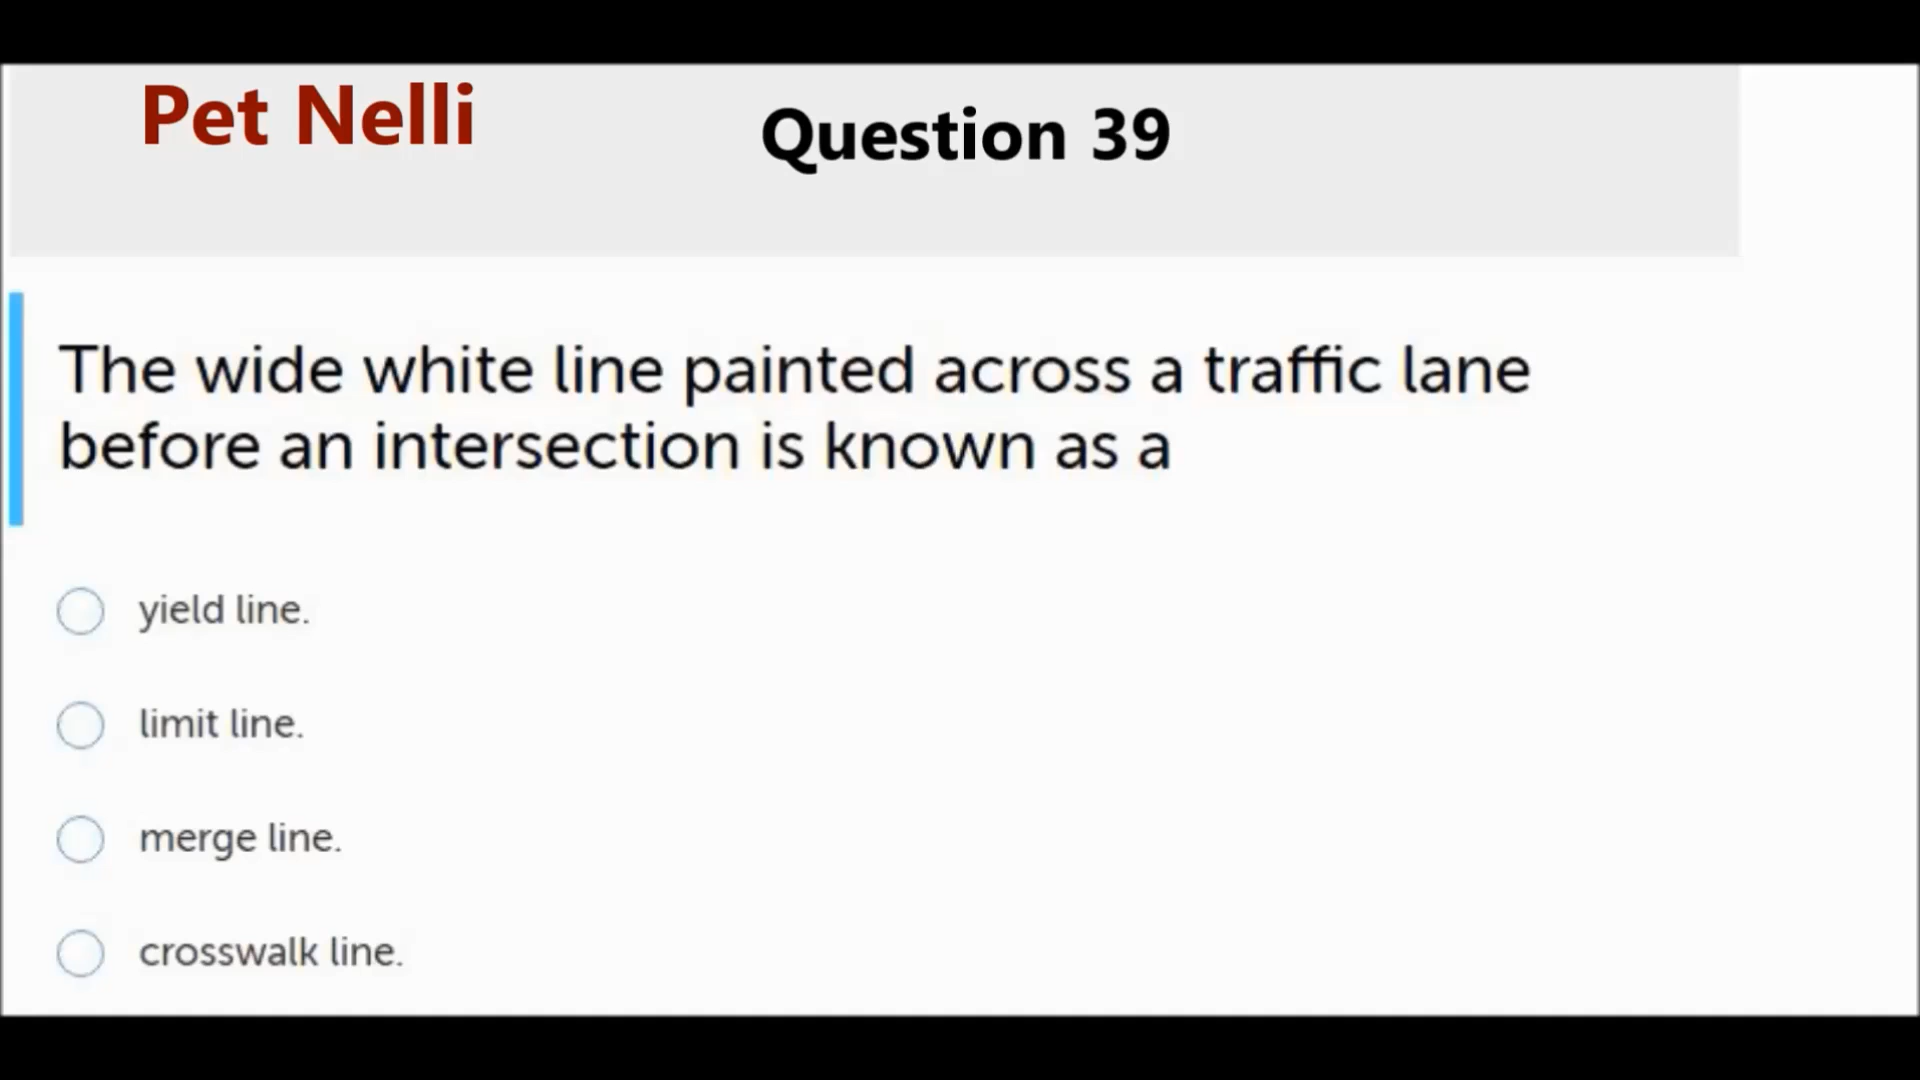 Pet Nelli
Question 39
The wide white line painted across a traffic lane
before an intersection is known as a
yield line.
limit line.
merge line.
crosswalk line.